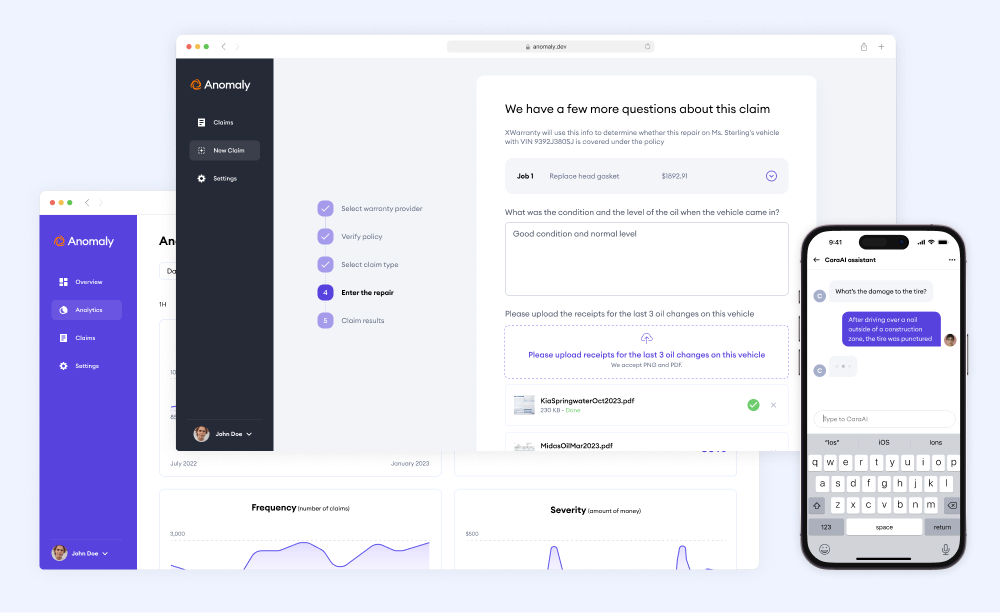 anomaly.dev
Anomaly
Claims
New Claim
Settings
John Doe
Select warranty provider
Verify policy
Select claim type
4
Enter the repair
5
Claim results
We have a few more questions about this claim
XWarranty will use this info to determine whether this repair on Ms. Sterling's vehicle
with VIN 9392J380SJ is covered under the policy
Job 1 Replace head gasket $1892.91
What was the condition and the level of the oil when the vehicle came in?
Good condition and normal level
Please upload the receipts for the last 3 oil changes on this vehicle
Please upload receipts for the last 3 oil changes on this vehicle
We accept PNG and PDF.
KiaSpringwaterOct2023.pdf
230 KB - Done
MidasOilMar2023.pdf
Anomaly
Overview
Analytics
Claims
Settings
John Doe
An
Da
1H
10
85
July 2022 January 2023
Frequency (number of claims)
3,000
Severity (amount of money)
$500
9:41
CaraAI assistant
What's the damage to the tire?
C
After driving over a nail
outside of a construction
zone, the tire was punctured
C
Type to CaraAI
"Ios" iOS Ions
q w e r t y u i o p
a s d f g h j k l
z x c v b n m
123 space return